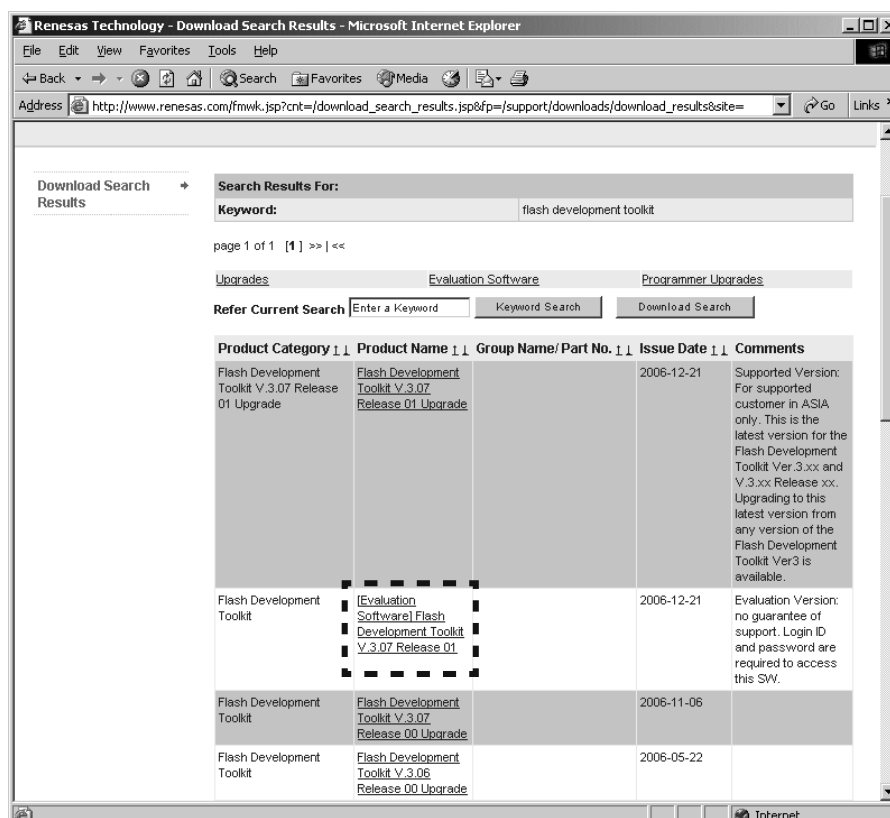 Renesas Technology - Download Search Results - Microsoft Internet Explorer
File Edit View Favorites Tools Help
Back Search Favorites Media
Address http://www.renesas.com/fmwk.jsp?cnt=/download_search_results.jsp&fp=/support/downloads/download_results&site= Go Links
Download Search
Results
Search Results For:
Keyword: flash development toolkit
page 1 of 1 [1] >> | <<
Upgrades Evaluation Software Programmer Upgrades
Refer Current Search Enter a Keyword Keyword Search Download Search
Product Category ↑↓ Product Name ↑↓ Group Name/ Part No. ↑↓ Issue Date ↑↓ Comments
Flash Development
Toolkit V.3.07 Release
01 Upgrade
Flash Development
Toolkit V.3.07
Release 01 Upgrade
2006-12-21
Supported Version:
For supported
customer in ASIA
only. This is the
latest version for the
Flash Development
Toolkit Ver.3.xx and
V.3.xx Release xx.
Upgrading to this
latest version from
any version of the
Flash Development
Toolkit Ver3 is
available.
Flash Development
Toolkit
[Evaluation
Software] Flash
Development Toolkit
V.3.07 Release 01
2006-12-21
Evaluation Version:
no guarantee of
support. Login ID
and password are
required to access
this SW.
Flash Development
Toolkit
Flash Development
Toolkit V.3.07
Release 00 Upgrade
2006-11-06
Flash Development
Toolkit
Flash Development
Toolkit V.3.06
Release 00 Upgrade
2006-05-22
Internet